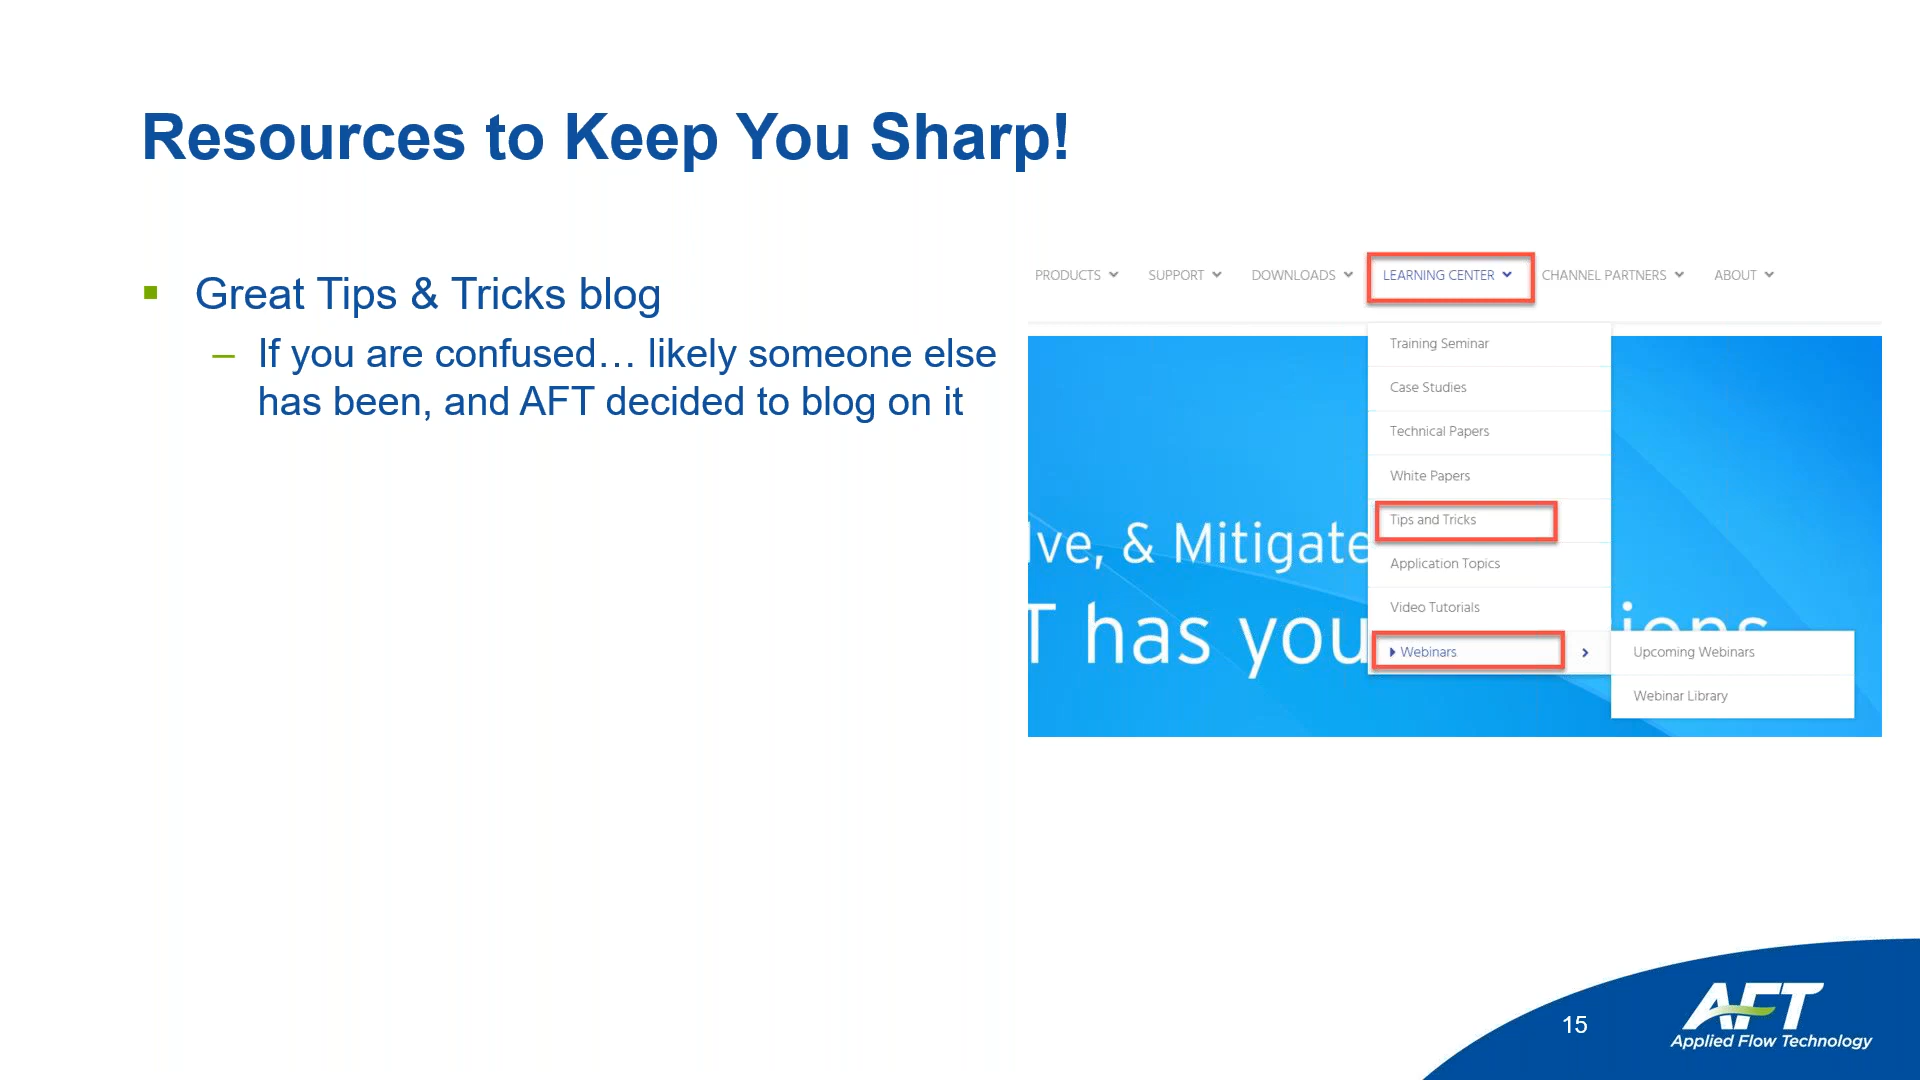 Resources to Keep You Sharp!
Great Tips & Tricks blog
– If you are confused… likely someone else
has been, and AFT decided to blog on it
PRODUCTS SUPPORT DOWNLOADS LEARNING CENTER CHANNEL PARTNERS ABOUT
Training Seminar
Case Studies
Technical Papers
White Papers
Tips and Tricks
Application Topics
Video Tutorials
Webinars
Upcoming Webinars
Webinar Library
ve, & Mitigate
T has you
15
AFT
Applied Flow Technology